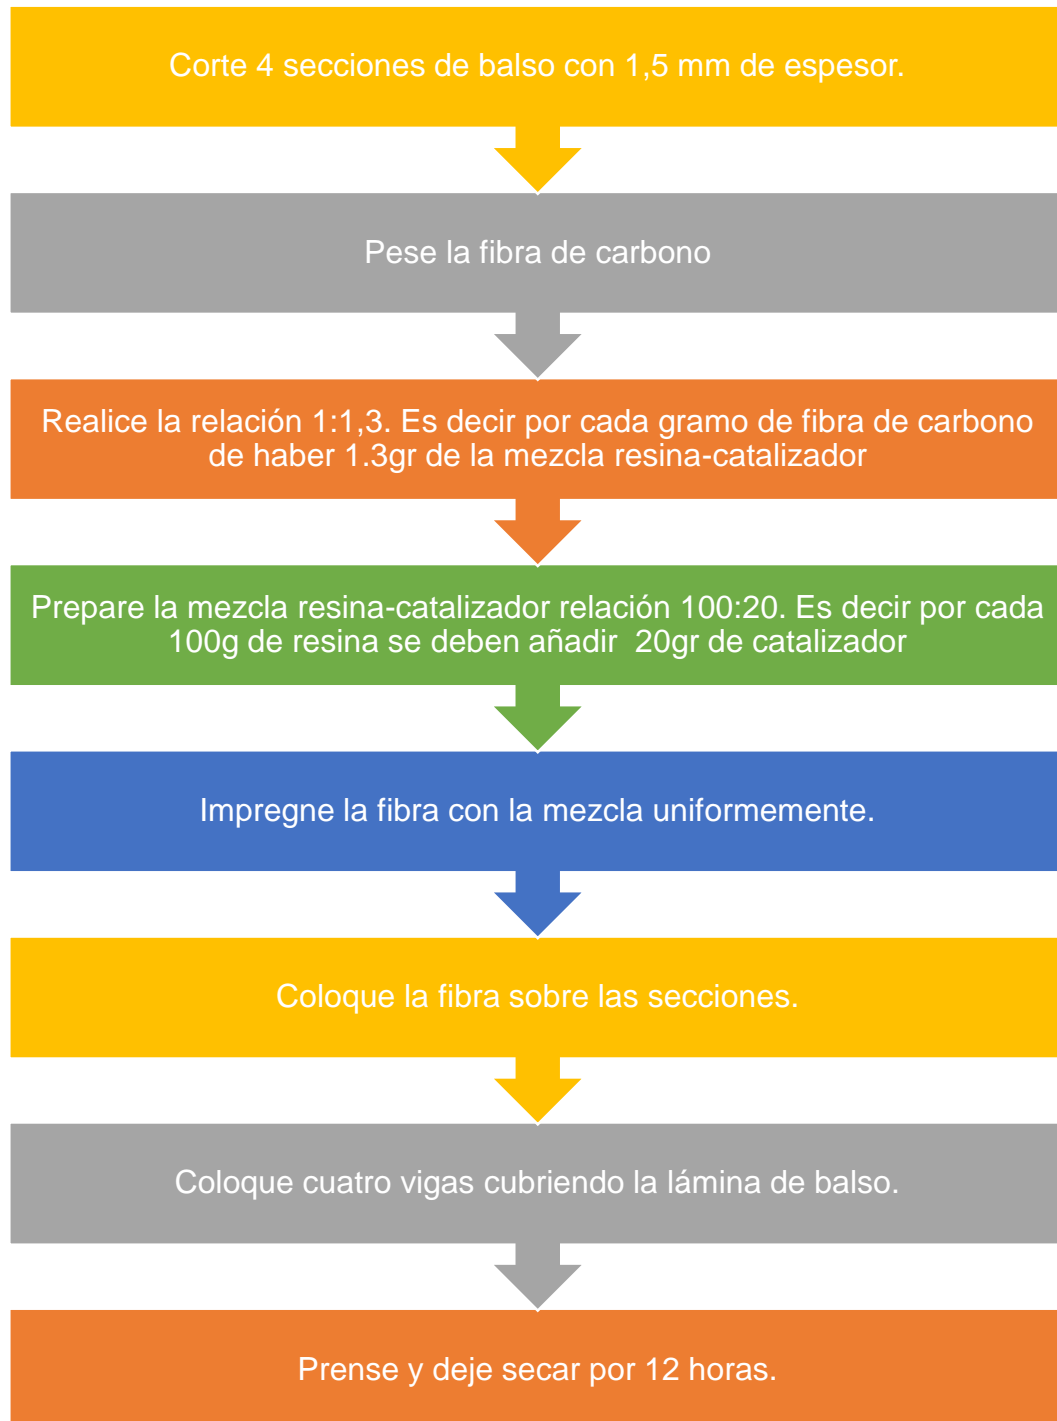 Corte 4 secciones de balso con 1,5 mm de espesor.
Pese la fibra de carbono
Realice la relación 1:1,3. Es decir por cada gramo de fibra de carbono
de haber 1.3gr de la mezcla resina-catalizador
Prepare la mezcla resina-catalizador relación 100:20. Es decir por cada
100g de resina se deben añadir  20gr de catalizador
Impregne la fibra con la mezcla uniformemente.
Coloque la fibra sobre las secciones.
Coloque cuatro vigas cubriendo la lámina de balso.
Prense y deje secar por 12 horas.